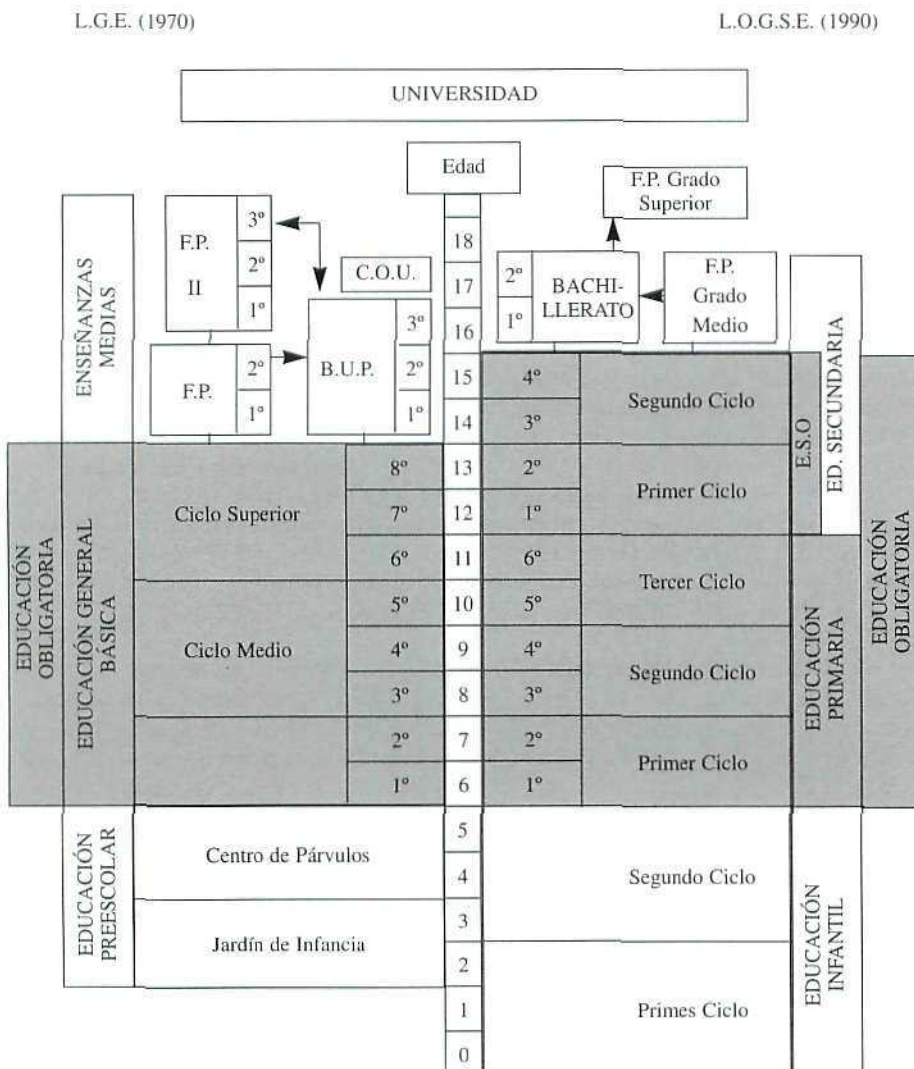 L.G.E. (1970)
L.O.G.S.E. (1990)
UNIVERSIDAD
Edad
18
17
16
15
14
13
12
11
10
9
8
7
6
5
4
3
2
1
0
ENSEÑANZAS
MEDIAS
F.P.
II
3º
2º
1º
F.P.
2º
1º
C.O.U.
B.U.P.
3º
2º
1º
EDUCACIÓN
OBLIGATORIA
EDUCACIÓN GENERAL
BÁSICA
Ciclo Superior
8º
7º
6º
Ciclo Medio
5º
4º
3º
2º
1º
EDUCACIÓN
PREESCOLAR
Centro de Párvulos
Jardín de Infancia
F.P. Grado
Superior
2º
1º
BACHI-
LLERATO
F.P.
Grado
Medio
4º
3º
Segundo Ciclo
2º
1º
Primer Ciclo
E.S.O
ED. SECUNDARIA
6º
5º
Tercer Ciclo
4º
3º
Segundo Ciclo
2º
1º
Primer Ciclo
EDUCACIÓN
PRIMARIA
EDUCACIÓN
OBLIGATORIA
Segundo Ciclo
Primes Ciclo
EDUCACIÓN
INFANTIL